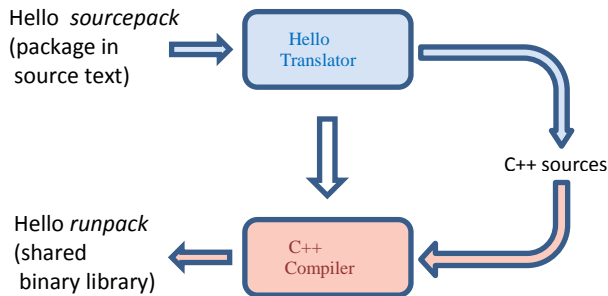 Hello sourcepack
(package in
source text)
Hello
Translator
C++ sources
Hello runpack
(shared
binary library)
C++
Compiler